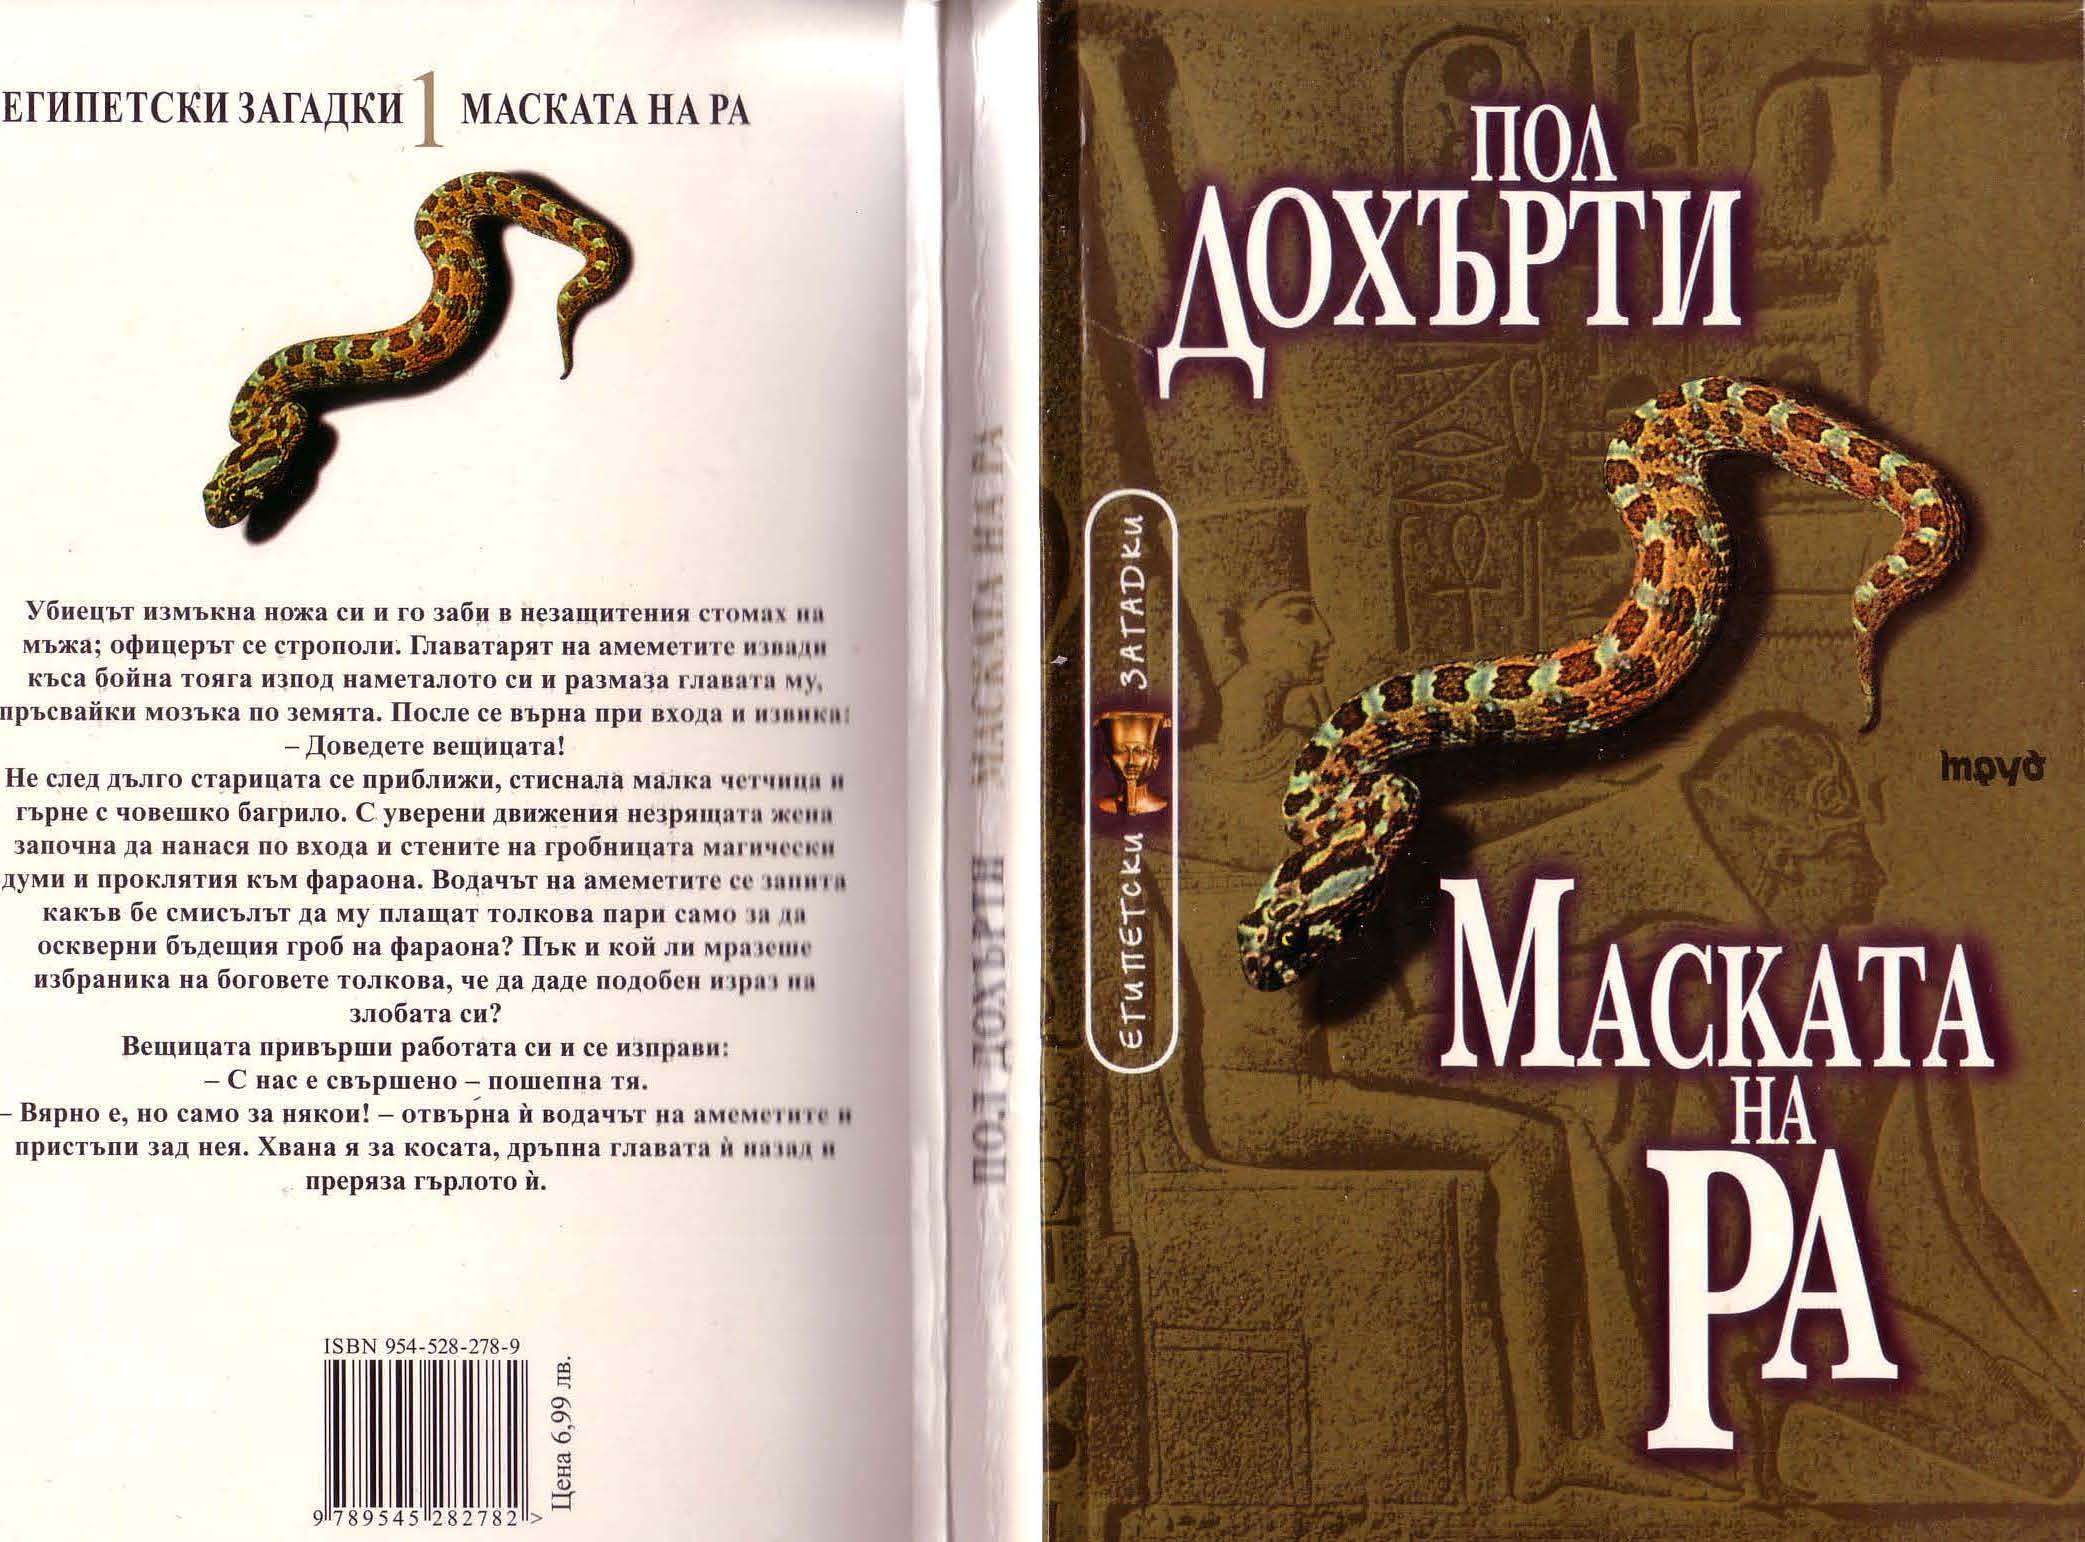 ЕГИПЕТСКИ ЗАГАДКИ 1 МАСКАТА НА РА
Убиецът измъкна ножа си и го заби в незащитения стомах на
мъжа; офицерът се строполи. Главатарят на амеметите извади
къса бойна тояга изпод наметалото си и размаза главата му,
пръсвайки мозъка по земята. После се върна при входа и извика:
– Доведете вещицата!
Не след дълго старицата се приближи, стиснала малка четчица и
гърне с човешко багрило. С уверени движения незрящата жена
започна да нанася по входа и стените на гробницата магически
думи и проклятия към фараона. Водачът на амеметите се запита
какъв бе смисълът да му плащат толкова пари само за да
оскверни бъдещия гроб на фараона? Пък и кой ли мразеше
избраника на боговете толкова, че да даде подобен израз на
злобата си?
Вещицата привърши работата си и се изправи:
– С нас е свършено – пошепна тя.
– Вярно е, но само за някои! – отвърна ѝ водачът на амеметите и
пристъпи зад нея. Хвана я за косата, дръпна главата ѝ назад и
преряза гърлото ѝ.
ISBN 954-528-278-9
9 789545 282782 >
Цена 6,99 лв.
ПОЛ ДОХЪРТИ МАСКАТА НА РА
ПОЛ
ДОХЪРТИ
ЕГИПЕТСКИ ЗАГАДКИ
труд
МАСКАТА
НА
РА